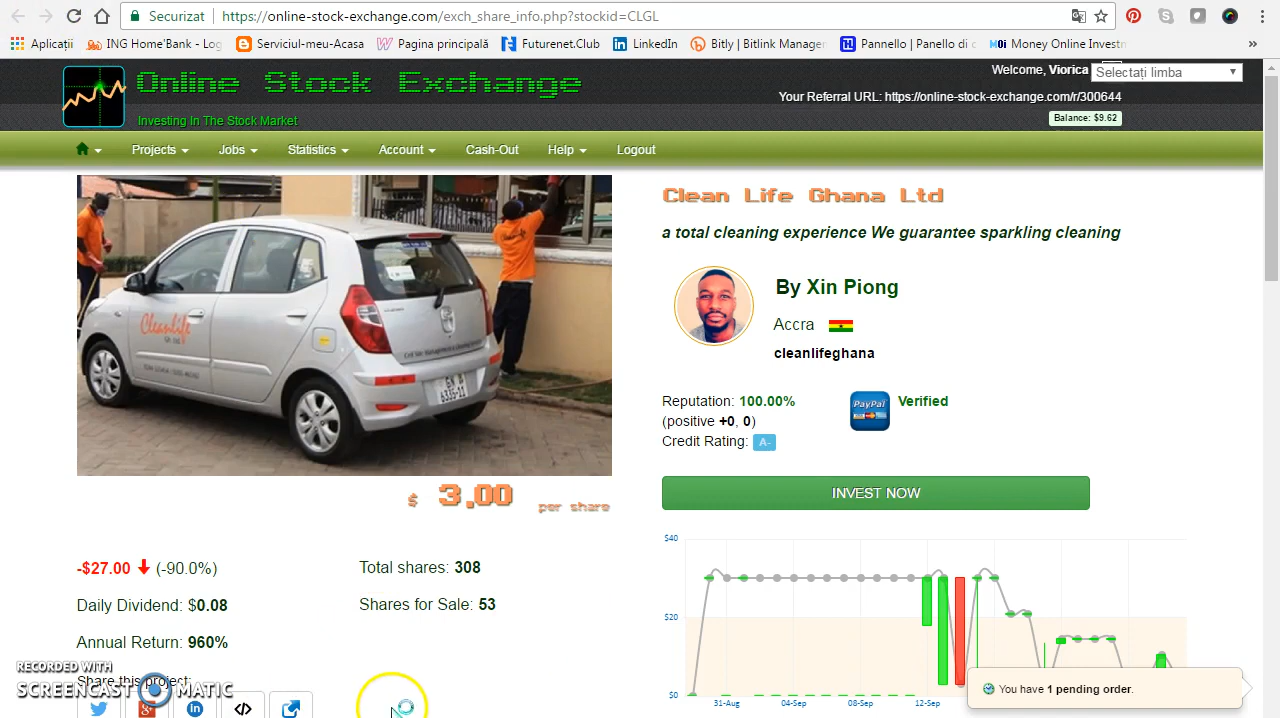 Securizat
https://online-stock-exchange.com/exch_share_info.php?stockid=CLGL
Aplicații
ING Home'Bank - Log
Serviciul-meu-Acasa
Pagina principală
Futurenet.Club
LinkedIn
Bitly | Bitlink Manager
Pannello | Panello di c
Money Online Investm
Online Stock Exchange
Investing In The Stock Market
Welcome, Viorica
Selectați limba
Your Referral URL: https://online-stock-exchange.com/r/300644
Balance: $9.62
Projects
Jobs
Statistics
Account
Cash-Out
Help
Logout
Clean Life Ghana Ltd
a total cleaning experience We guarantee sparkling cleaning
By Xin Piong
Accra
cleanlifeghana
Reputation: 100.00%
(positive +0, 0)
Credit Rating: A-
PayPal
Verified
Cleanlife
$ 3.00 per share
INVEST NOW
-$27.00 (-90.0%)
Total shares: 308
Daily Dividend: $0.08
Shares for Sale: 53
Annual Return: 960%
Share this project:
$40
$20
$0
31-Aug
04-Sep
08-Sep
12-Sep
You have 1 pending order.
RECORDED WITH
SCREENCAST MATIC